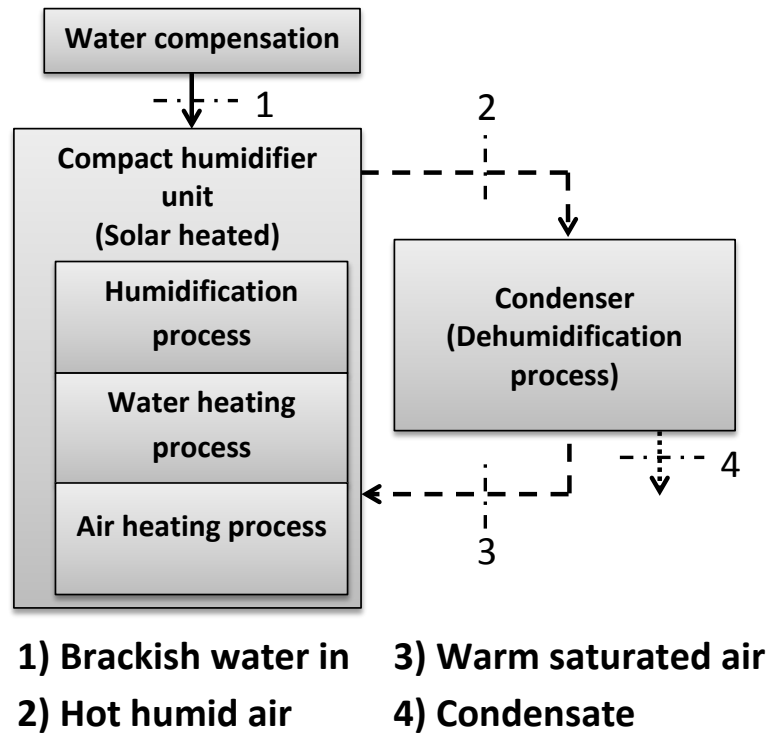 Water compensation
1
2
Compact humidifier
unit
(Solar heated)
Humidification
process
Water heating
process
Air heating process
Condenser
(Dehumidification
process)
4
3
1) Brackish water in
3) Warm saturated air
2) Hot humid air
4) Condensate